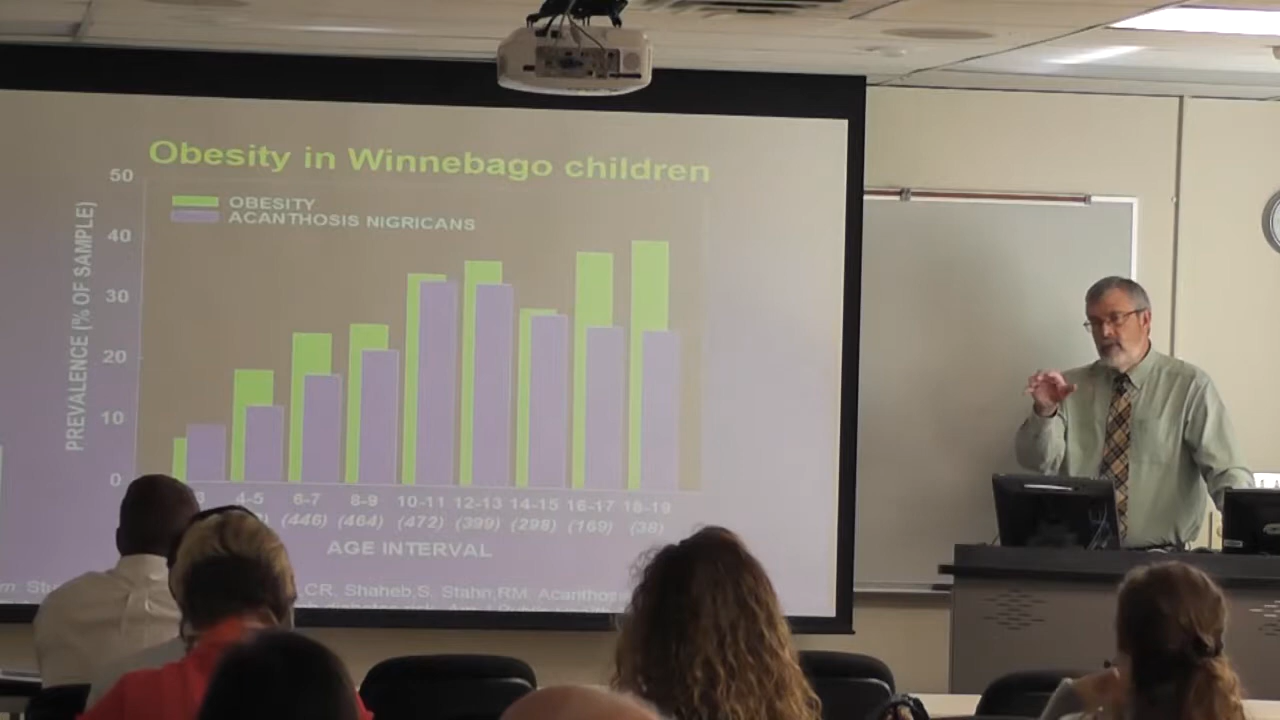 Obesity in Winnebago children
50
OBESITY
ACANTHOSIS NIGRICANS
40
30
20
10
0
PREVALENCE (% OF SAMPLE)
3 4-5 6-7 8-9 10-11 12-13 14-15 16-17 18-19
(446) (464) (472) (399) (298) (169) (38)
AGE INTERVAL
CR. Shaheb,S. Stahn,RM.